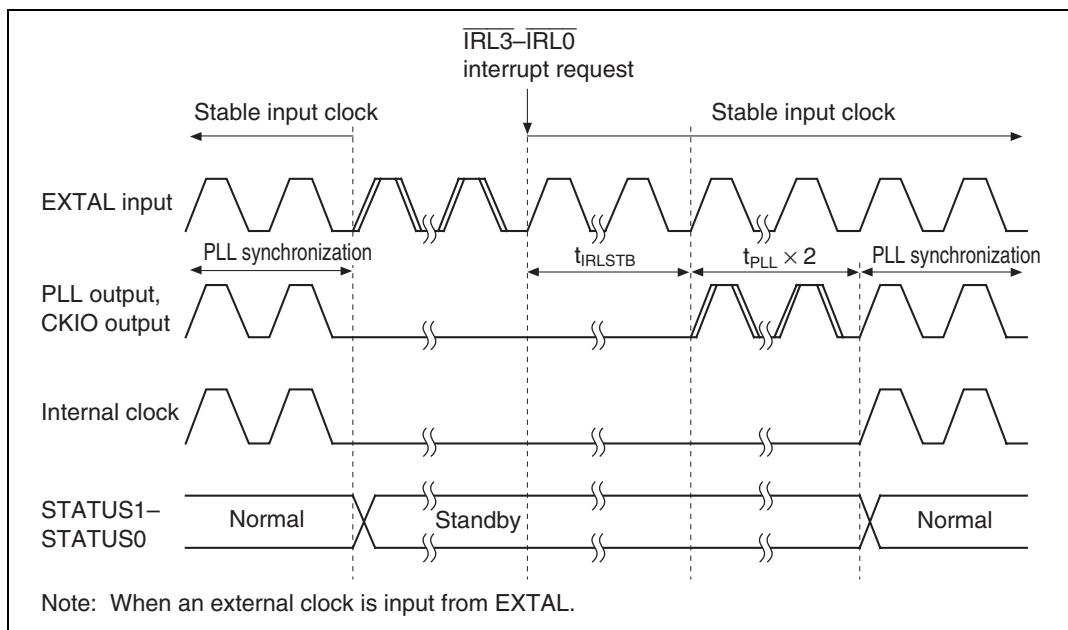 IRL3–IRL0
interrupt request
Stable input clock
Stable input clock
EXTAL input
PLL synchronization
tIRLSTB
tPLL × 2
PLL synchronization
PLL output,
CKIO output
Internal clock
STATUS1–
STATUS0
Normal
Standby
Normal
Note: When an external clock is input from EXTAL.